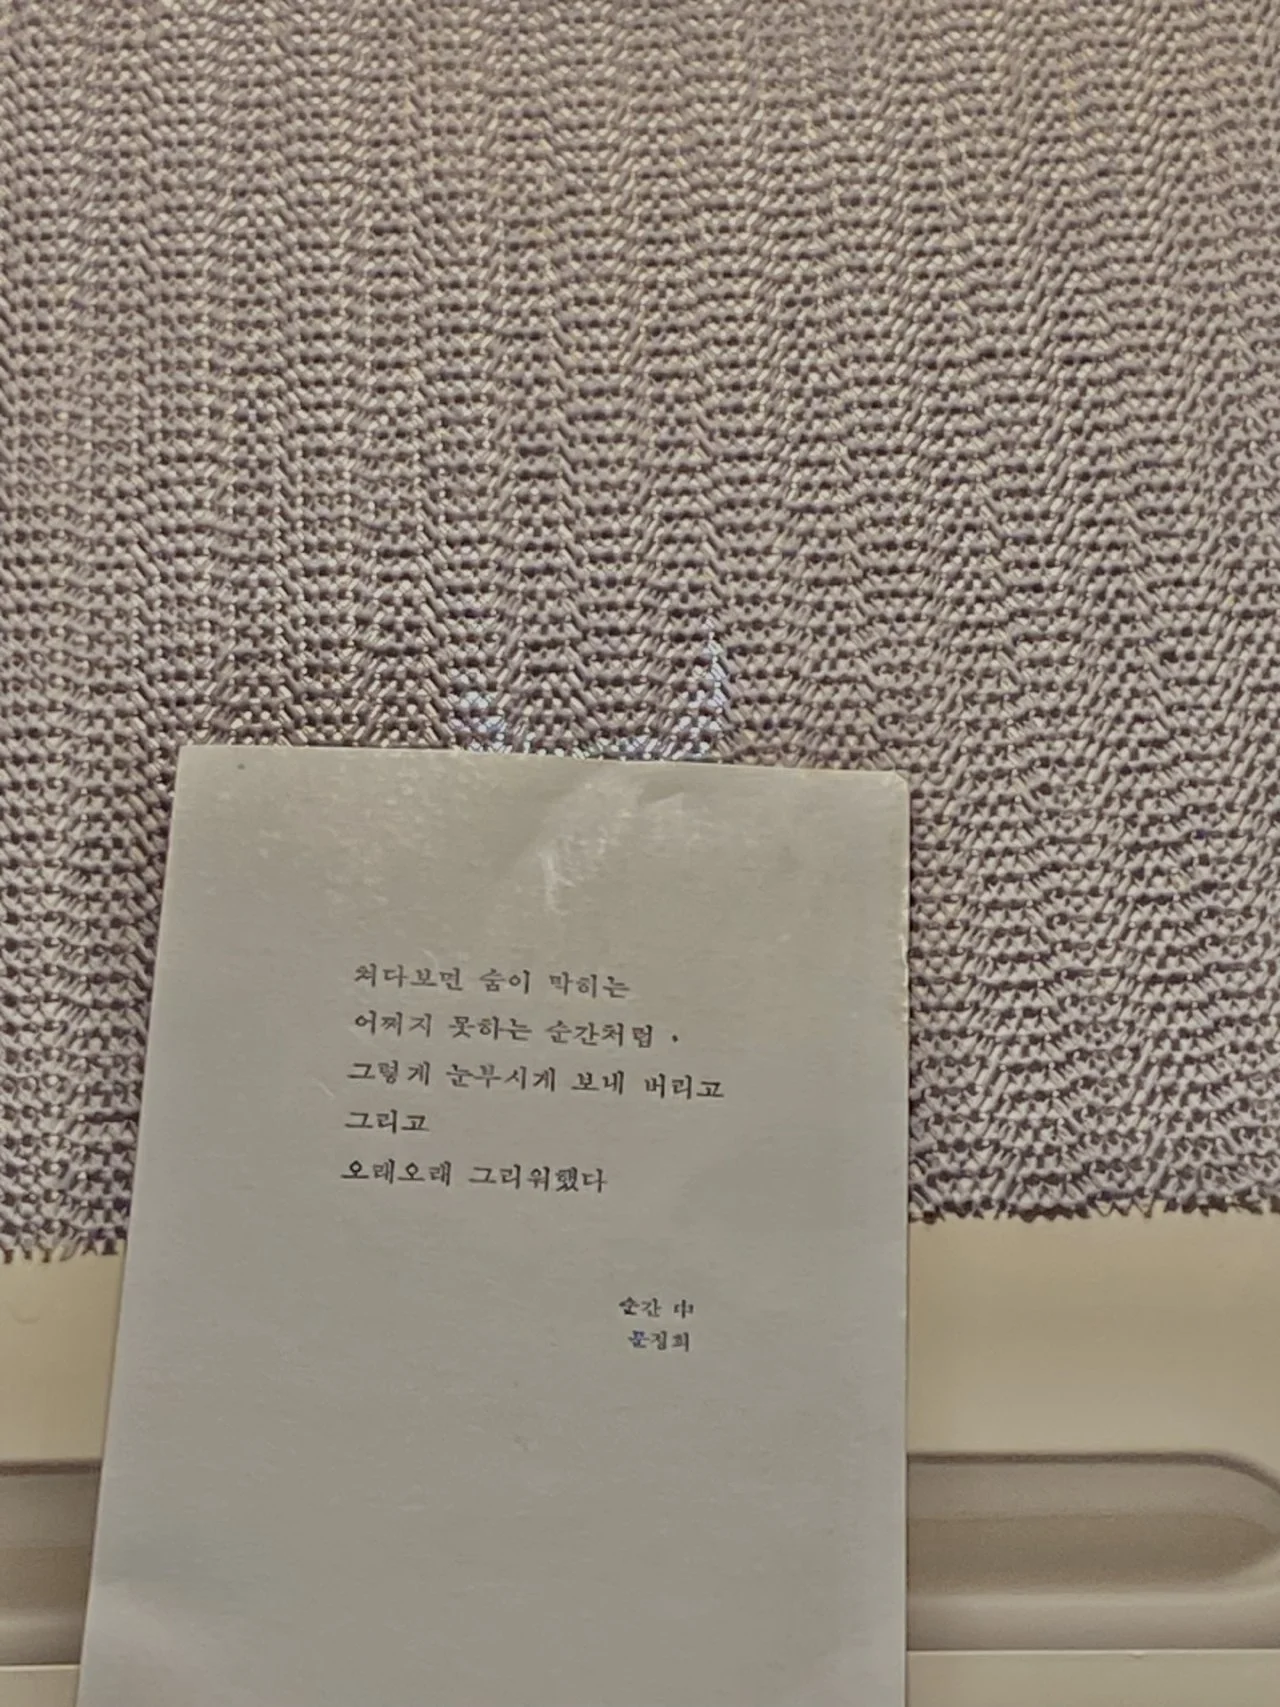 쳐다보면 숨이 막히는
어쩌지 못하는 순간처럼 .
그렇게 눈부시게 보내 버리고
그리고
오래오래 그리워했다
순간 中
문정희